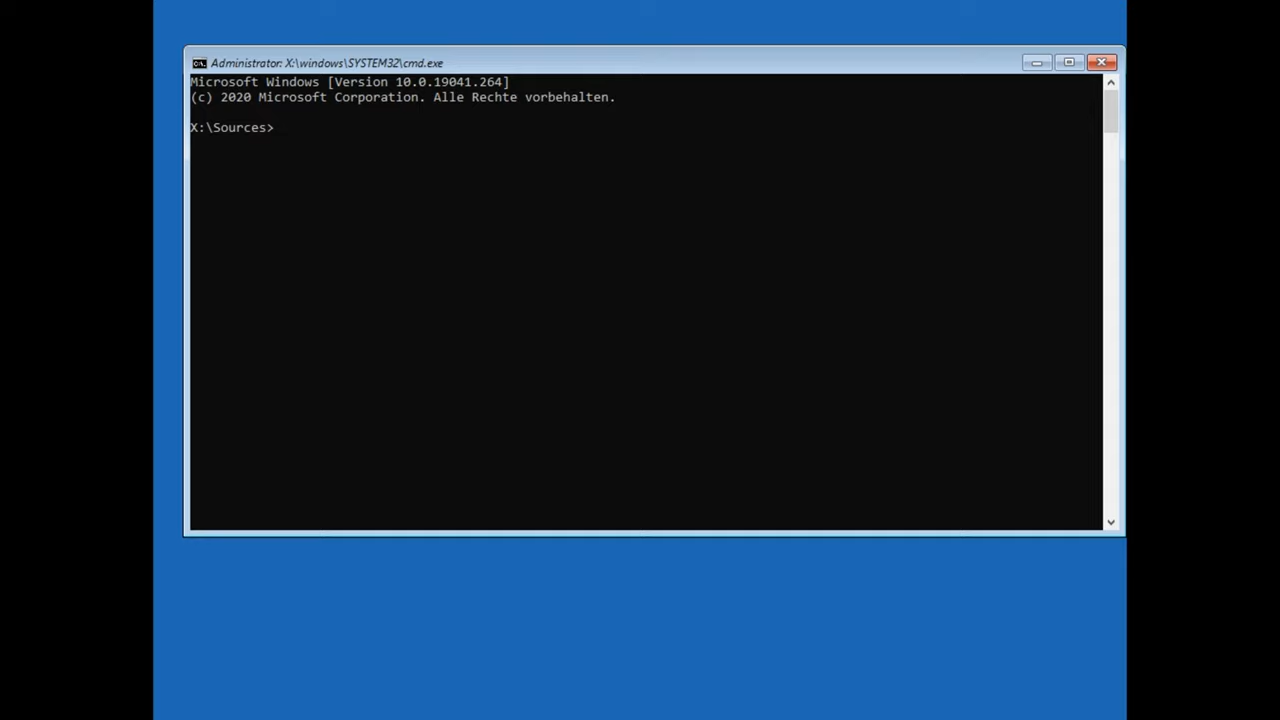 Administrator: X:\windows\SYSTEM32\cmd.exe
Microsoft Windows [Version 10.0.19041.264]
(c) 2020 Microsoft Corporation. Alle Rechte vorbehalten.
X:\Sources>